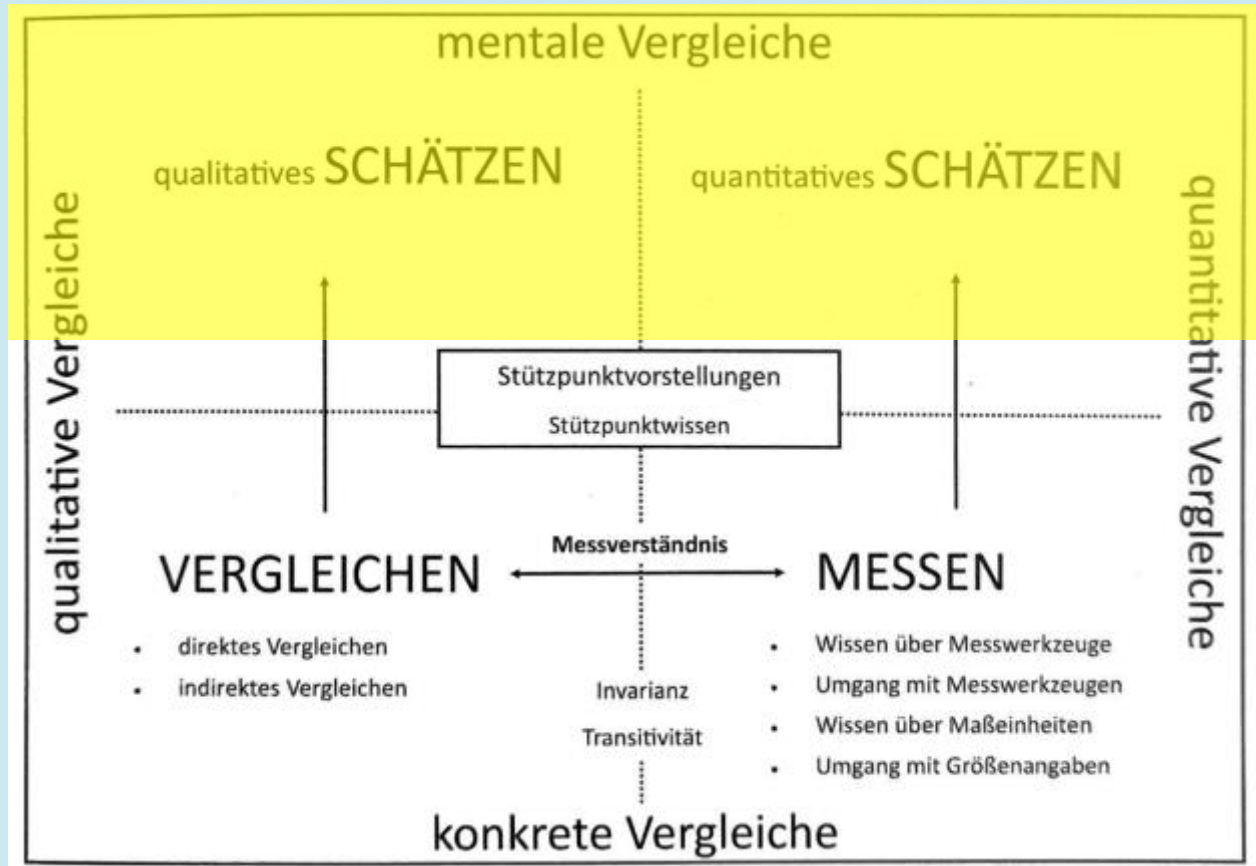 mentale Vergleiche
qualitatives SCHÄTZEN
quantitatives SCHÄTZEN
qualitative Vergleiche
quantitative Vergleiche
Stützpunktvorstellungen
Stützpunktwissen
Messverständnis
VERGLEICHEN
MESSEN
• direktes Vergleichen
• indirektes Vergleichen
Invarianz
Transitivität
• Wissen über Messwerkzeuge
• Umgang mit Messwerkzeugen
• Wissen über Maßeinheiten
• Umgang mit Größenangaben
konkrete Vergleiche